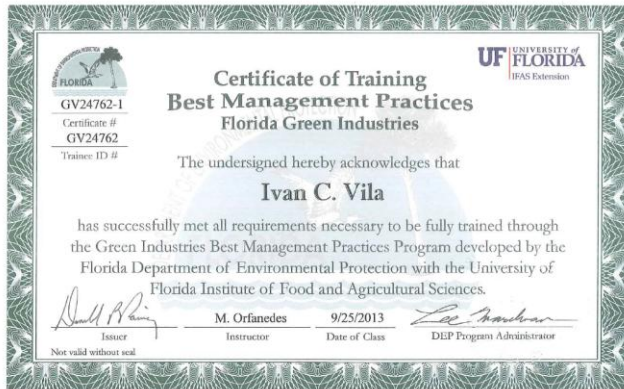 FLORIDA
GV24762-1
Certificate #
GV24762
Trainee ID #
UF UNIVERSITY of
FLORIDA
IFAS Extension
Certificate of Training
Best Management Practices
Florida Green Industries
The undersigned hereby acknowledges that
Ivan C. Vila
has successfully met all requirements necessary to be fully trained through
the Green Industries Best Management Practices Program developed by the
Florida Department of Environmental Protection with the University of
Florida Institute of Food and Agricultural Sciences.
M. Orfanedes
9/25/2013
Issuer
Instructor
Date of Class
DEP Program Administrator
Not valid without seal